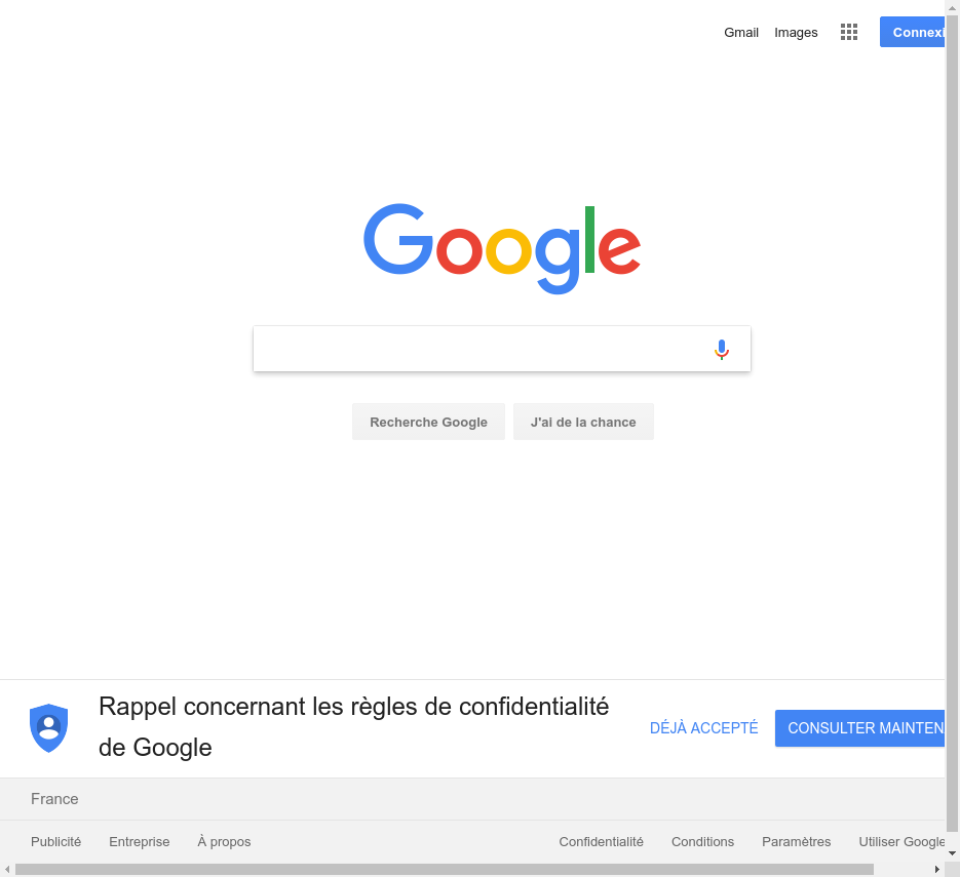 Gmail Images Connexi
Google
Recherche Google J'ai de la chance
Rappel concernant les règles de confidentialité
de Google
DÉJÀ ACCEPTÉ CONSULTER MAINTEN
France
Publicité Entreprise À propos Confidentialité Conditions Paramètres Utiliser Google